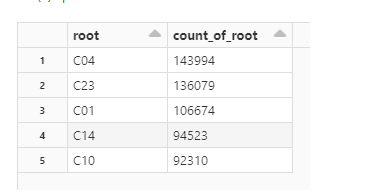 root count_of_root
1 C04 143994
2 C23 136079
3 C01 106674
4 C14 94523
5 C10 92310